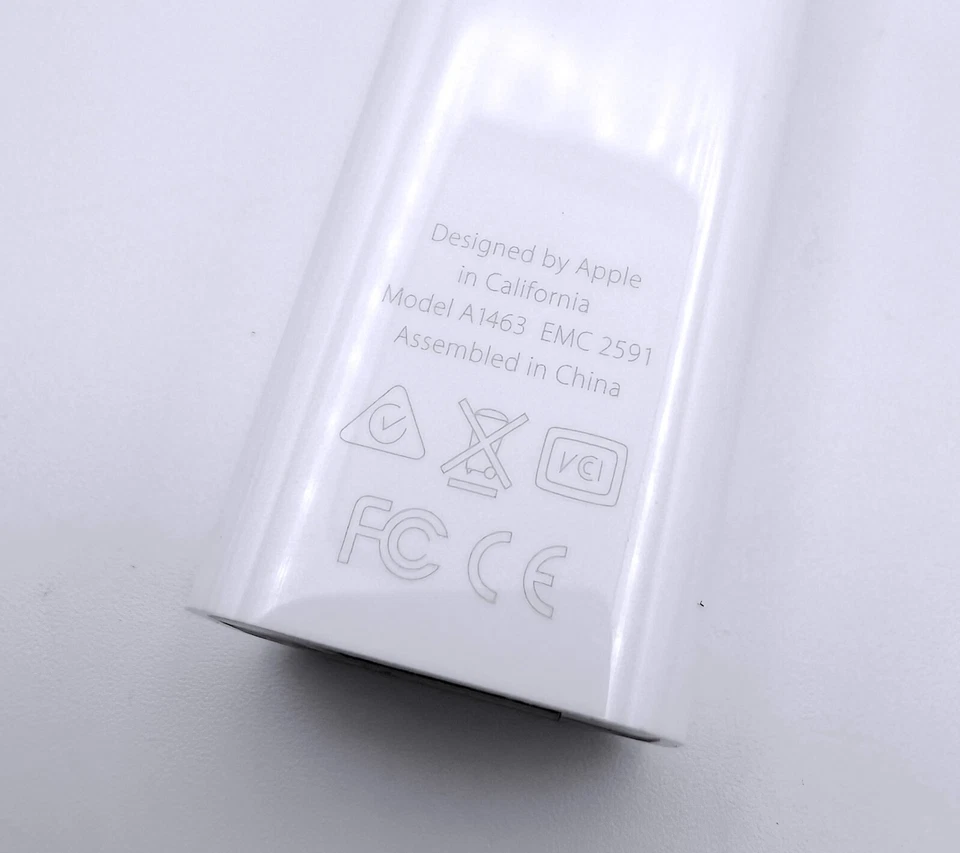 Designed by Apple
in California
Model A1463 EMC 2591
Assembled in China
VCI
FC CE